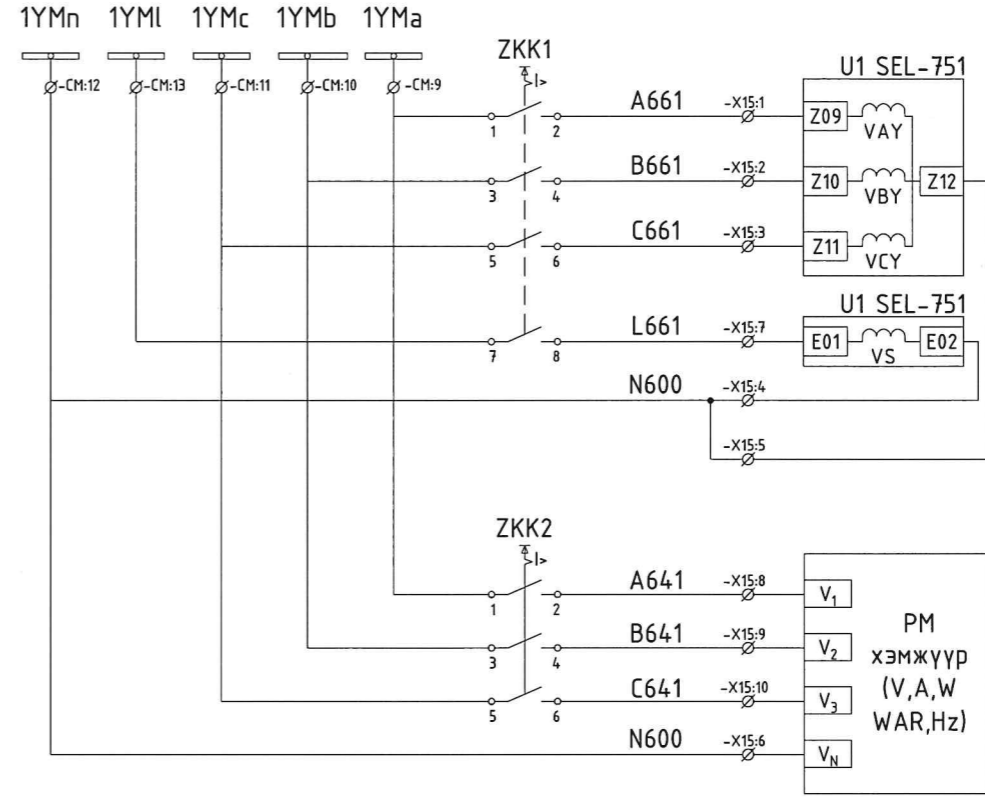 1YMn 1YMl 1YMc 1YMb 1YMa
-CM:12 -CM:13 -CM:11 -CM:10 -CM:9
ZKK1
I>
U1 SEL-751
1 2 A661 -X15:1 Z09 VAY
3 4 B661 -X15:2 Z10 VBY Z12
5 6 C661 -X15:3 Z11 VCY
U1 SEL-751
7 8 L661 -X15:7 E01 VS E02
N600 -X15:4
-X15:5
ZKK2
I>
1 2 A641 -X15:8 V1
3 4 B641 -X15:9 V2
5 6 C641 -X15:10 V3
N600 -X15:6 VN
PM
хэмжүүр
(V,A,W
WAR,Hz)